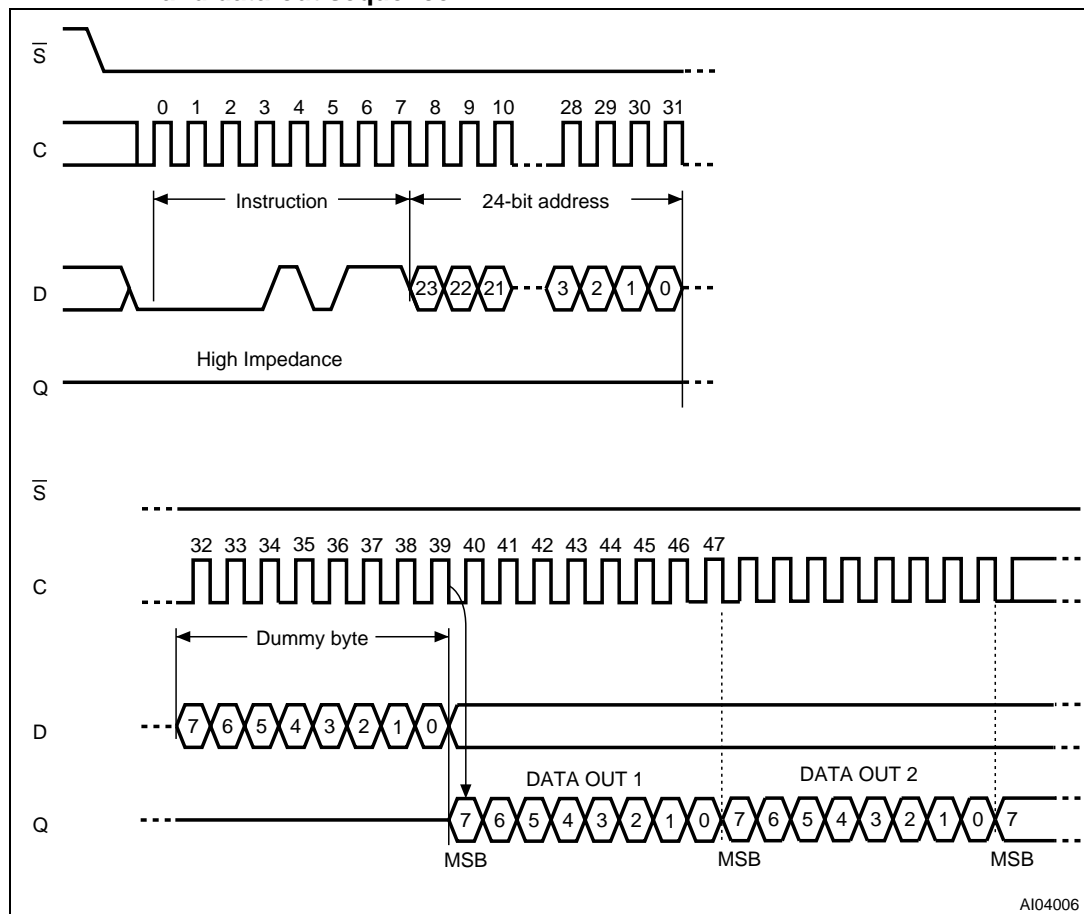 S
0 1 2 3 4 5 6 7 8 9 10 28 29 30 31
C
Instruction 24-bit address
D 23 22 21 3 2 1 0
High Impedance
Q
S
32 33 34 35 36 37 38 39 40 41 42 43 44 45 46 47
C
Dummy byte
D 7 6 5 4 3 2 1 0
DATA OUT 1 DATA OUT 2
Q 7 6 5 4 3 2 1 0 7 6 5 4 3 2 1 0 7
MSB MSB MSB
AI04006